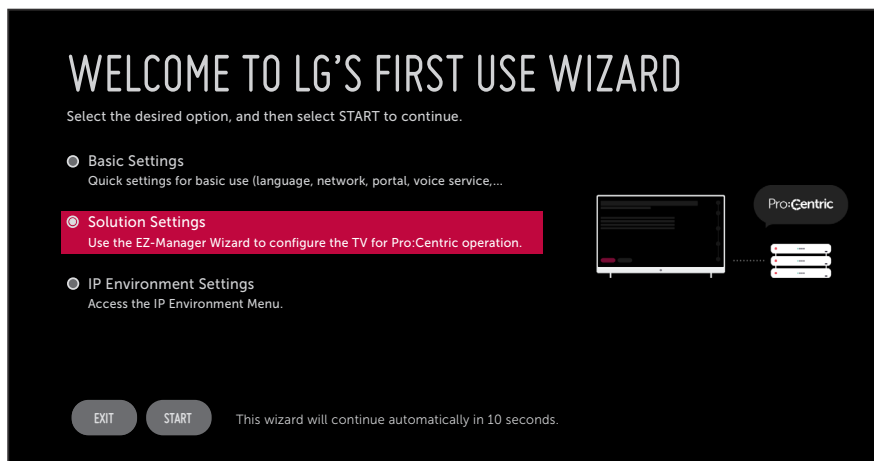 WELCOME TO LG'S FIRST USE WIZARD
Select the desired option, and then select START to continue.
Basic Settings
Quick settings for basic use (language, network, portal, voice service,...
Solution Settings
Use the EZ-Manager Wizard to configure the TV for Pro:Centric operation.
Pro:Centric
IP Environment Settings
Access the IP Environment Menu.
EXIT START This wizard will continue automatically in 10 seconds.